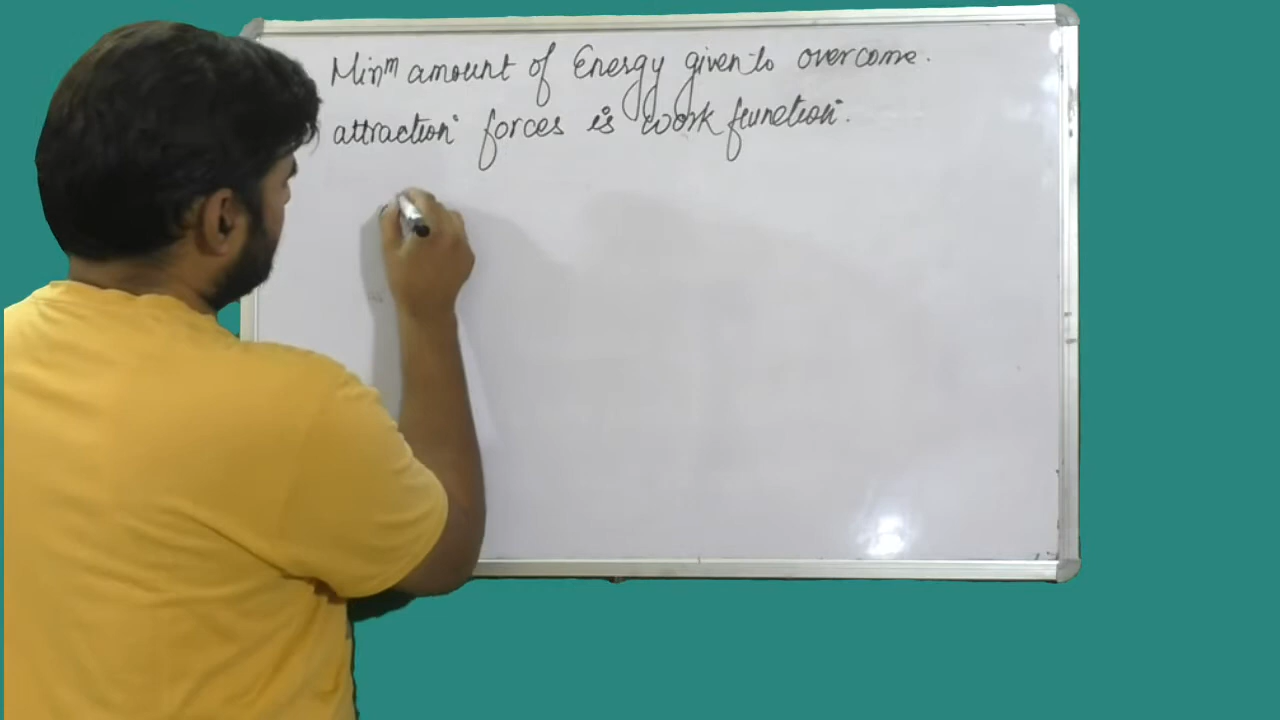 Minᵐ amount of Energy given to overcome.
attraction forces is work function.